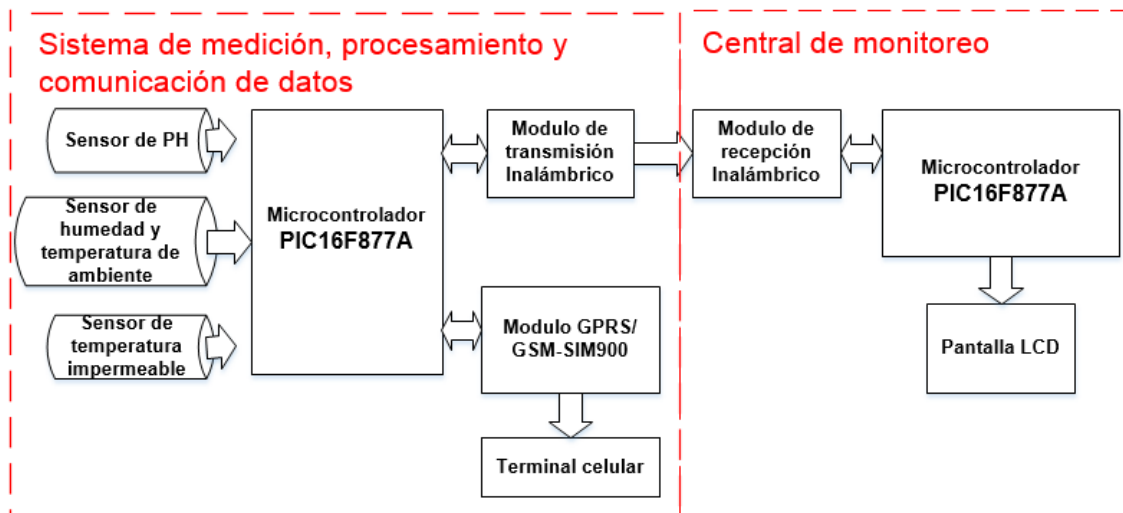 Sistema de medición, procesamiento y
comunicación de datos
Central de monitoreo
Sensor de PH
Sensor de
humedad y
temperatura de
ambiente
Sensor de
temperatura
impermeable
Microcontrolador
PIC16F877A
Modulo de
transmisión
Inalámbrico
Modulo GPRS/
GSM-SIM900
Terminal celular
Modulo de
recepción
Inalámbrico
Microcontrolador
PIC16F877A
Pantalla LCD